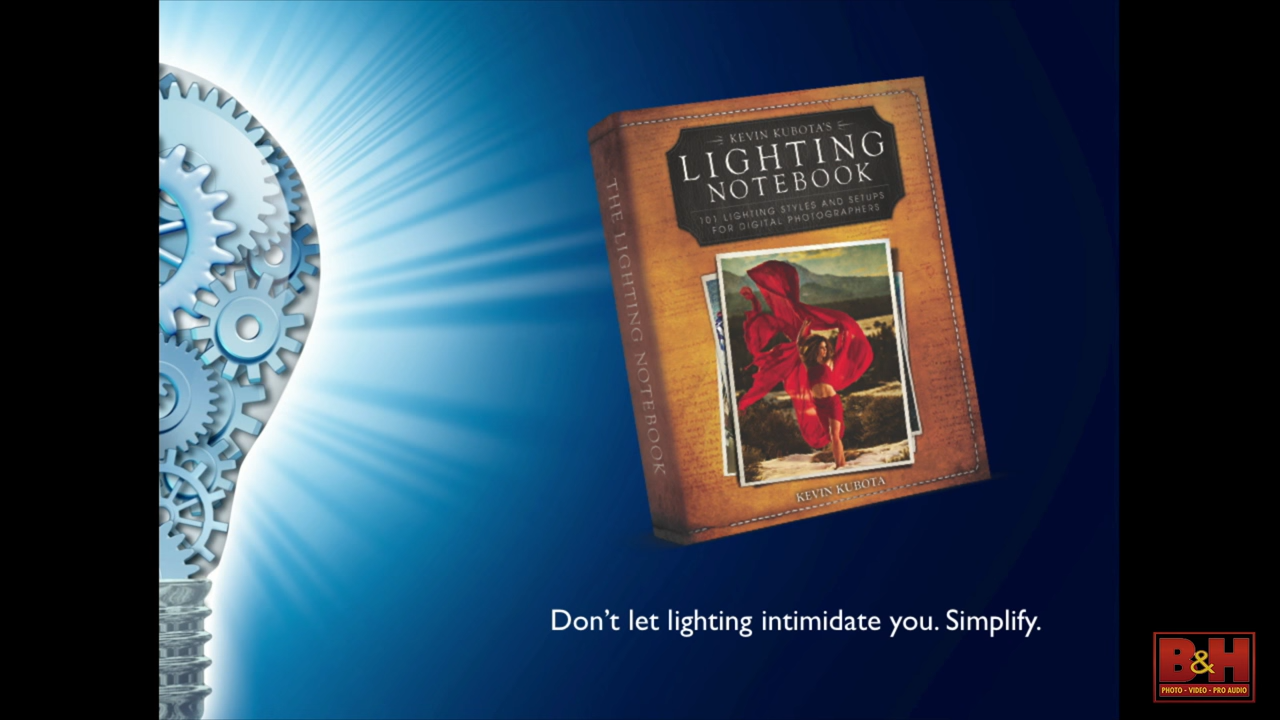 KEVIN KUBOTA'S
LIGHTING
NOTEBOOK
101 LIGHTING STYLES AND SETUPS
FOR DIGITAL PHOTOGRAPHERS
THE LIGHTING NOTEBOOK
KEVIN KUBOTA
Don't let lighting intimidate you. Simplify.
B&H
PHOTO - VIDEO - PRO AUDIO